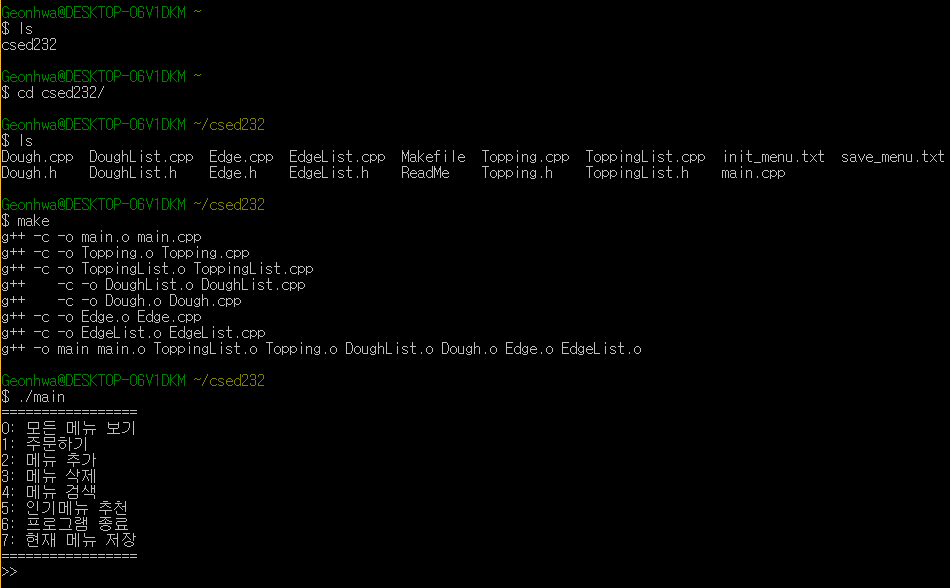 Geonhwa@DESKTOP-06V1DKM ~
$ ls
csed232
Geonhwa@DESKTOP-06V1DKM ~
$ cd csed232/
Geonhwa@DESKTOP-06V1DKM ~/csed232
$ ls
Dough.cpp  DoughList.cpp  Edge.cpp  EdgeList.cpp  Makefile  Topping.cpp  ToppingList.cpp  init_menu.txt  save_menu.txt
Dough.h    DoughList.h    Edge.h    EdgeList.h    ReadMe    Topping.h    ToppingList.h    main.cpp
Geonhwa@DESKTOP-06V1DKM ~/csed232
$ make
g++ -c -o main.o main.cpp
g++ -c -o Topping.o Topping.cpp
g++ -c -o ToppingList.o ToppingList.cpp
g++    -c -o DoughList.o DoughList.cpp
g++    -c -o Dough.o Dough.cpp
g++ -c -o Edge.o Edge.cpp
g++ -c -o EdgeList.o EdgeList.cpp
g++ -o main main.o ToppingList.o Topping.o DoughList.o Dough.o Edge.o EdgeList.o
Geonhwa@DESKTOP-06V1DKM ~/csed232
$ ./main
=================
0: 모든 메뉴 보기
1: 주문하기
2: 메뉴 추가
3: 메뉴 삭제
4: 메뉴 검색
5: 인기메뉴 추천
6: 프로그램 종료
7: 현재 메뉴 저장
=================
>>